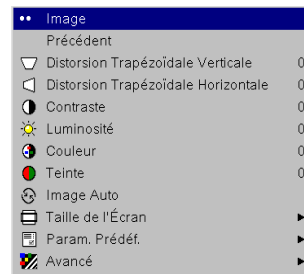 Image
Précédent
Distorsion Trapézoïdale Verticale 0
Distorsion Trapézoïdale Horizontale 0
Contraste 0
Luminosité 0
Couleur 0
Teinte 0
Image Auto
Taille de l'Écran
Param. Prédéf.
Avancé